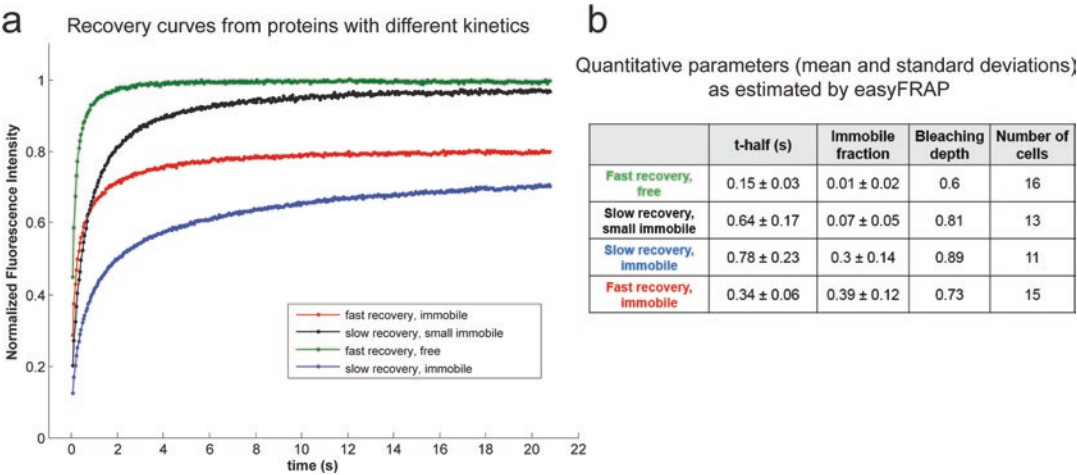 a
Recovery curves from proteins with different kinetics
Normalized Fluorescence Intensity
1
0.8
0.6
0.4
0.2
0
fast recovery, immobile
slow recovery, small immobile
fast recovery, free
slow recovery, immobile
0 2 4 6 8 10 12 14 16 18 20 22
time (s)
b
Quantitative parameters (mean and standard deviations)
as estimated by easyFRAP
t-half (s) Immobile fraction Bleaching depth Number of cells
Fast recovery, free 0.15 ± 0.03 0.01 ± 0.02 0.6 16
Slow recovery, small immobile 0.64 ± 0.17 0.07 ± 0.05 0.81 13
Slow recovery, immobile 0.78 ± 0.23 0.3 ± 0.14 0.89 11
Fast recovery, immobile 0.34 ± 0.06 0.39 ± 0.12 0.73 15